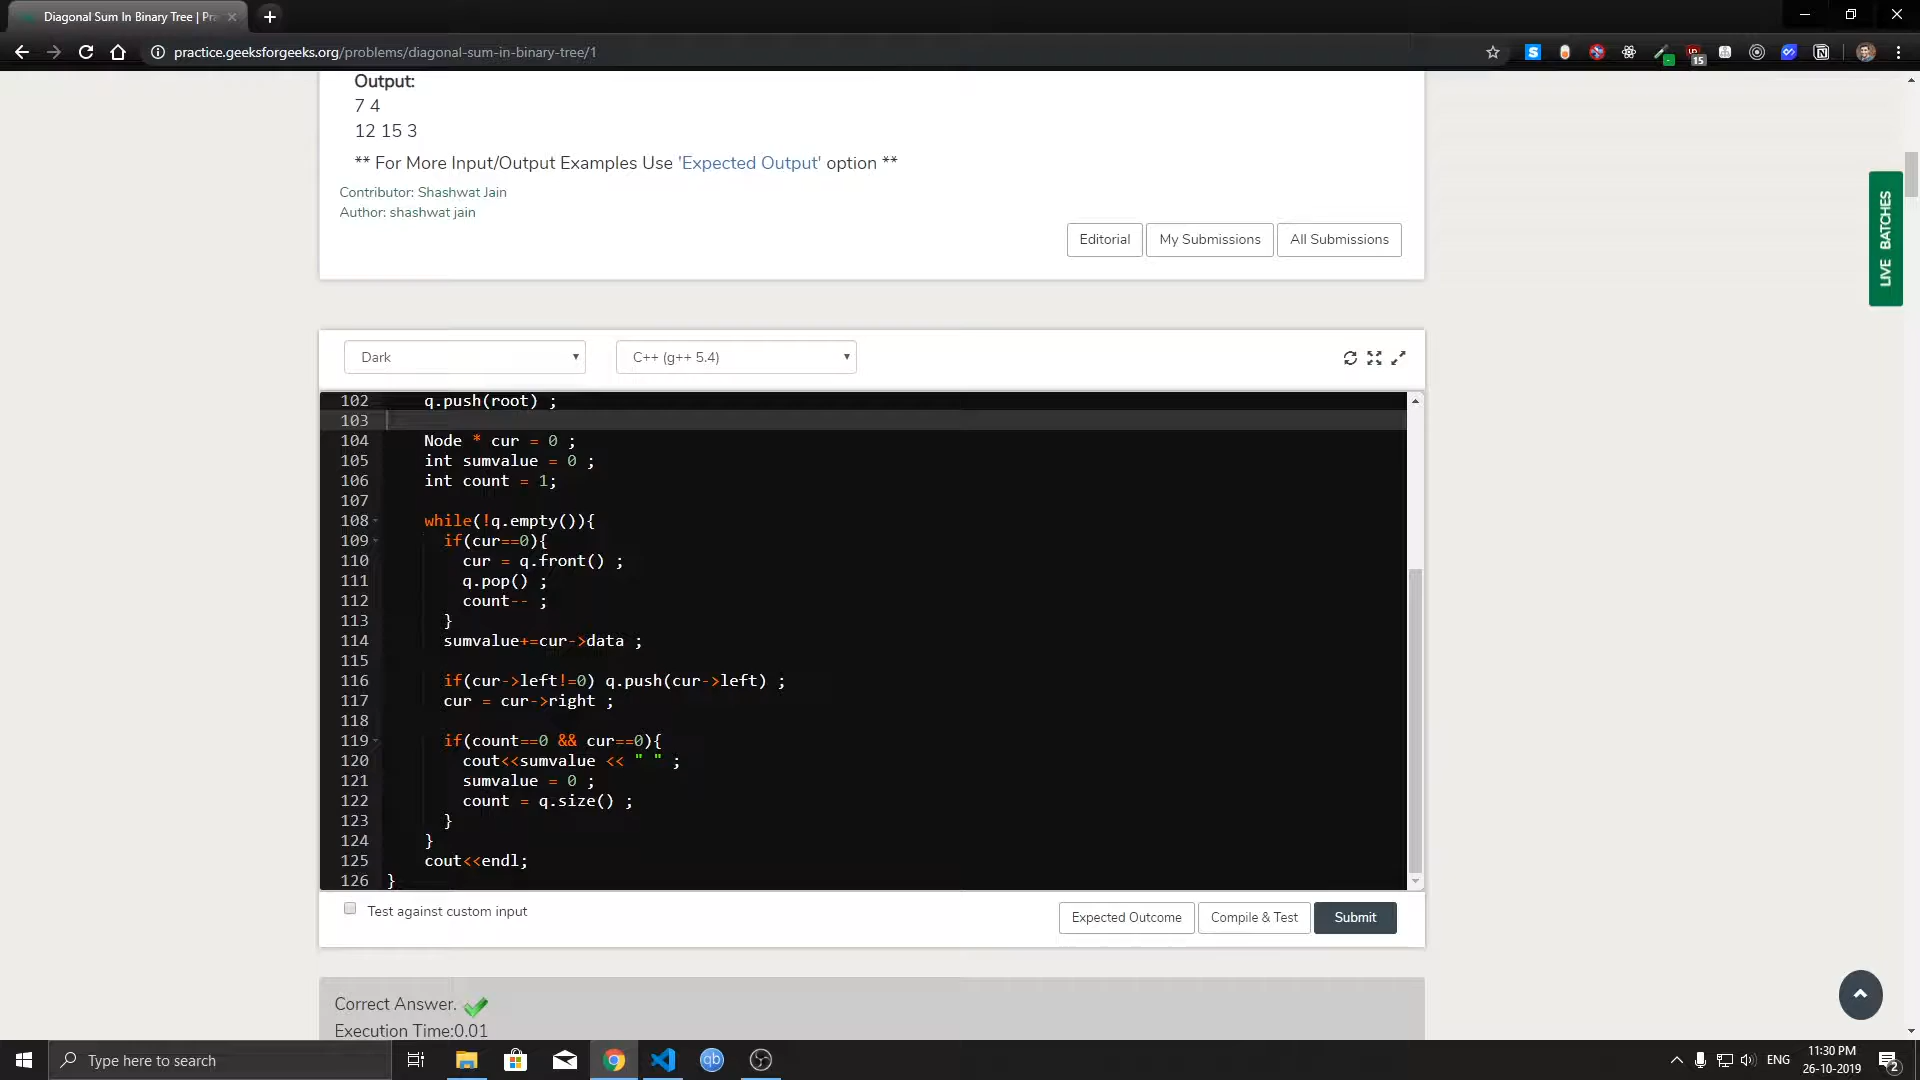 Diagonal Sum In Binary Tree | Pra
practice.geeksforgeeks.org/problems/diagonal-sum-in-binary-tree/1
15
Output:
7 4
12 15 3
** For More Input/Output Examples Use 'Expected Output' option **
Contributor: Shashwat Jain
Author: shashwat jain
Editorial
My Submissions
All Submissions
LIVE BATCHES
Dark
C++ (g++ 5.4)
102 q.push(root) ;
103
104 Node * cur = 0 ;
105 int sumvalue = 0 ;
106 int count = 1;
107
108 while(!q.empty()){
109 if(cur==0){
110 cur = q.front() ;
111 q.pop() ;
112 count-- ;
113 }
114 sumvalue+=cur->data ;
115
116 if(cur->left!=0) q.push(cur->left) ;
117 cur = cur->right ;
118
119 if(count==0 && cur==0){
120 cout<<sumvalue << " " ;
121 sumvalue = 0 ;
122 count = q.size() ;
123 }
124 }
125 cout<<endl;
126 }
Test against custom input
Expected Outcome
Compile & Test
Submit
Correct Answer.
Execution Time:0.01
Type here to search
qb
ENG
11:30 PM
26-10-2019
2